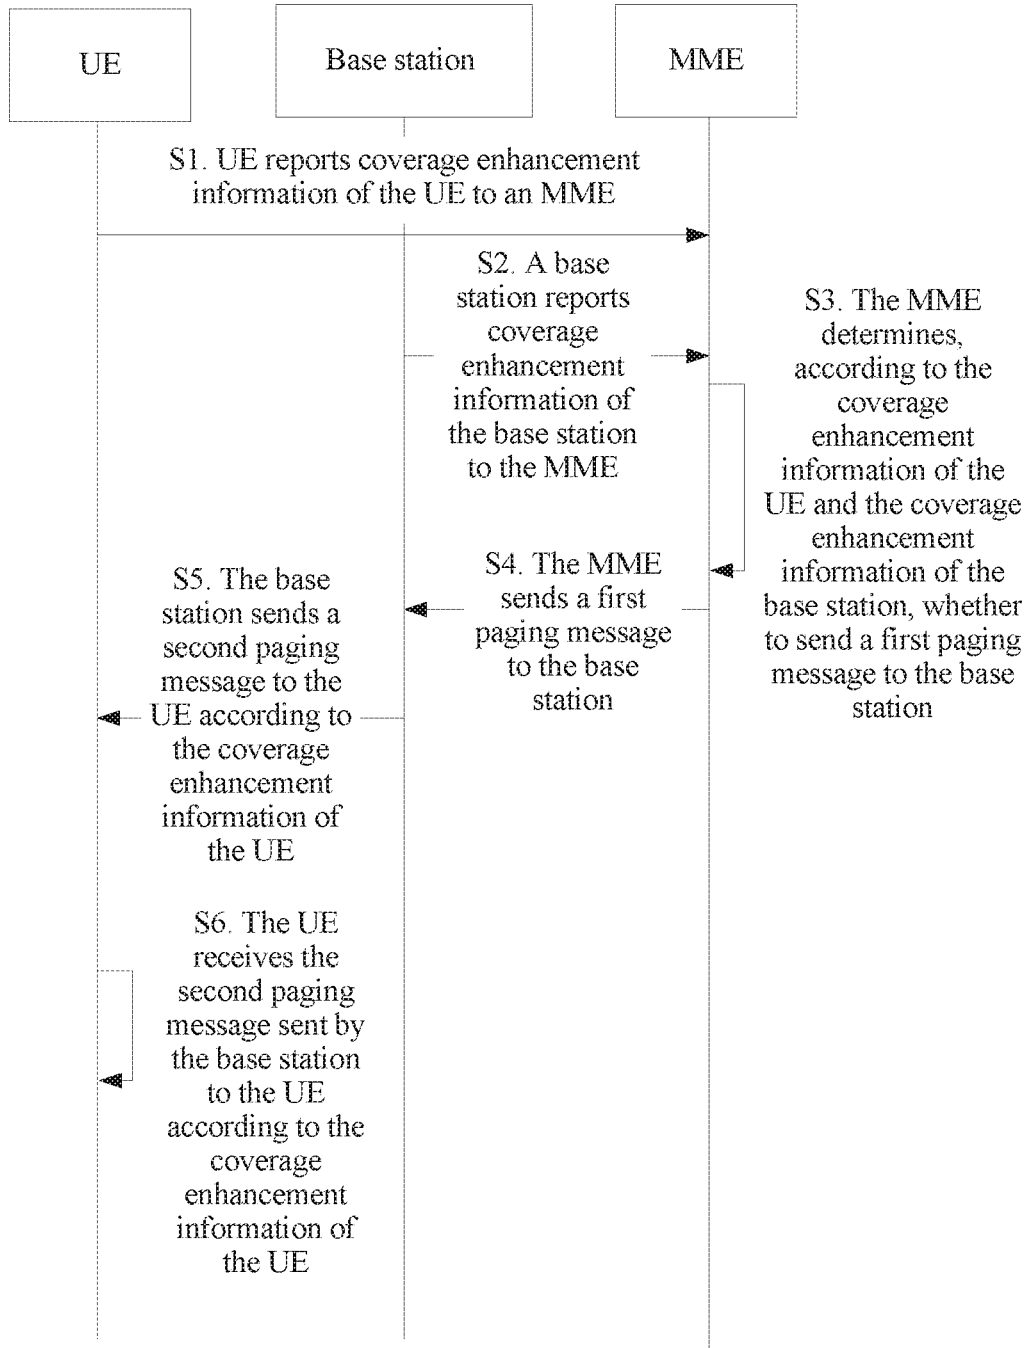 UE
Base station
MME
S1. UE reports coverage enhancement
information of the UE to an MME
S2. A base
station reports
coverage
enhancement
information of
the base station
to the MME
S3. The MME
determines,
according to the
coverage
enhancement
information of the
UE and the coverage
enhancement
information of the
base station, whether
to send a first paging
message to the base
station
S4. The MME
sends a first
paging message
to the base
station
S5. The base
station sends a
second paging
message to the
UE according to
the coverage
enhancement
information of
the UE
S6. The UE
receives the
second paging
message sent by
the base station
to the UE
according to the
coverage
enhancement
information of
the UE